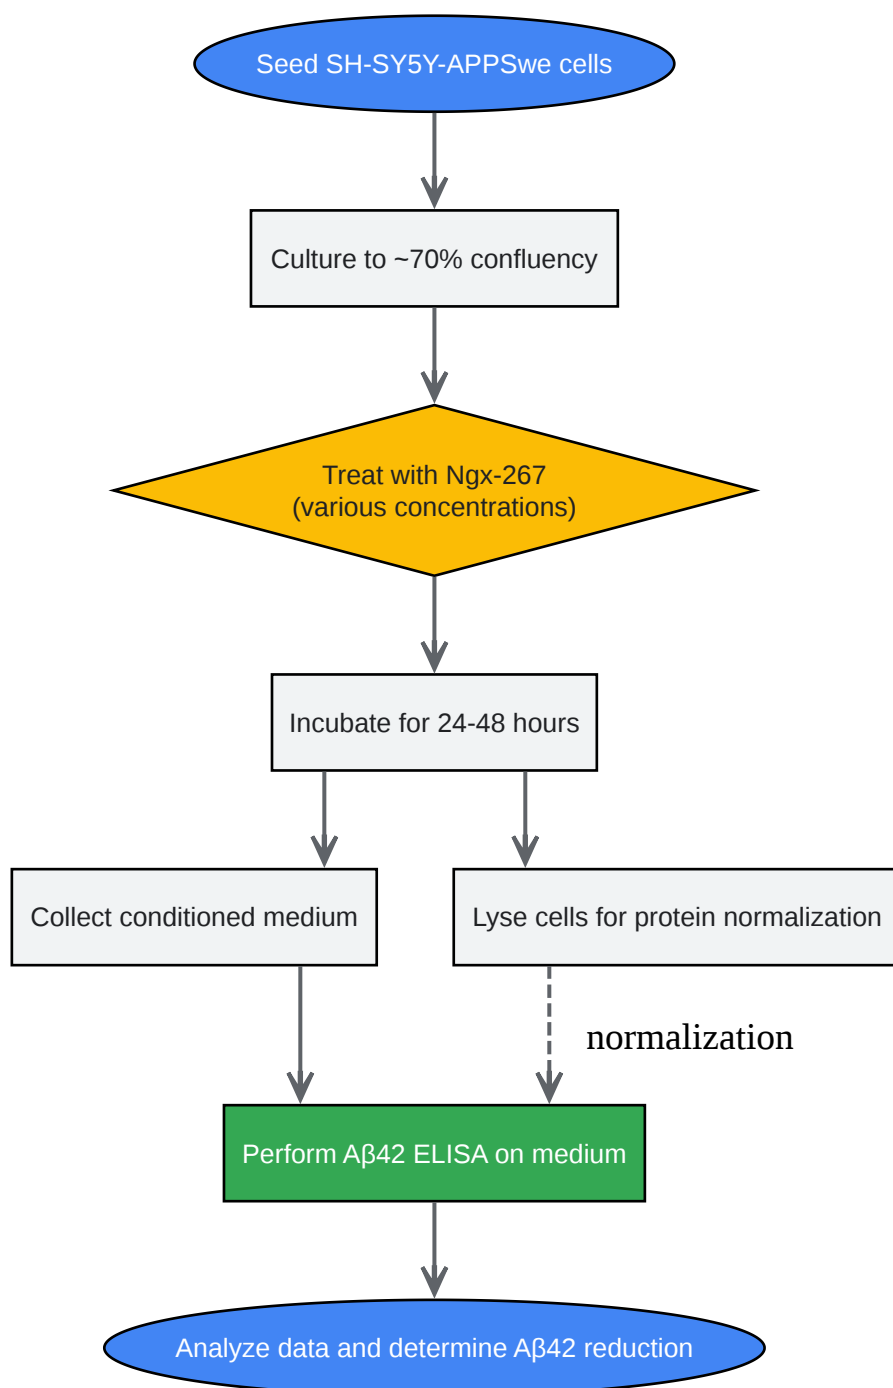 Seed SH-SY5Y-APPSwe cells
Culture to ~70% confluency
Treat with Ngx-267
(various concentrations)
Incubate for 24-48 hours
Collect conditioned medium
Lyse cells for protein normalization
normalization
Perform Aβ42 ELISA on medium
Analyze data and determine Aβ42 reduction